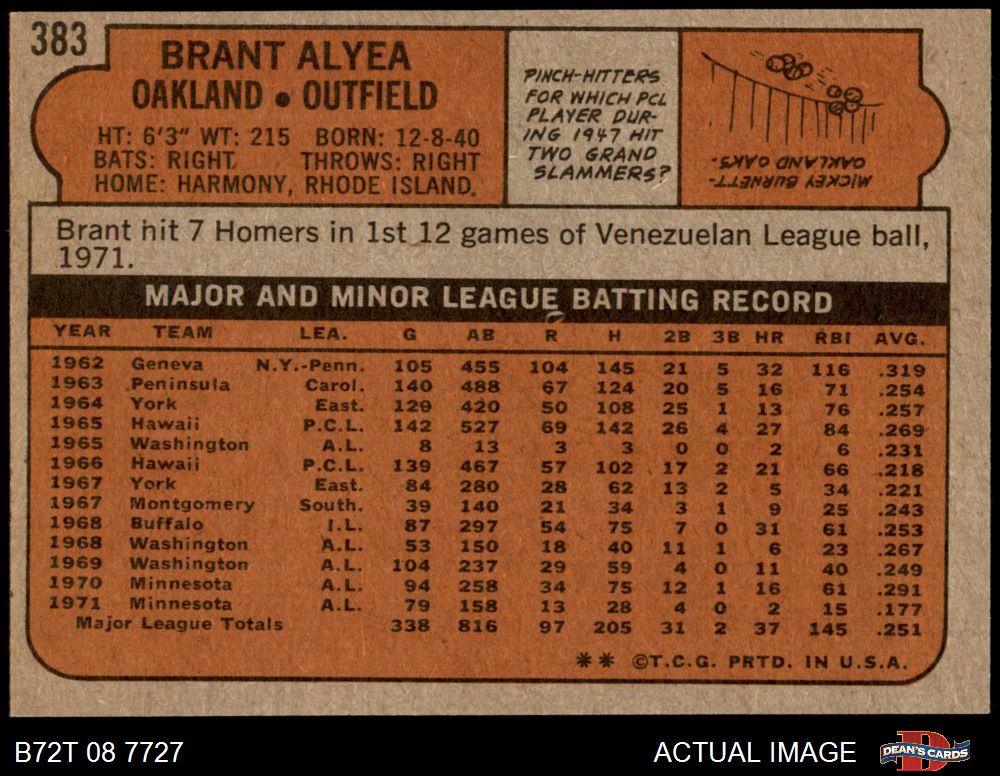 383
BRANT ALYEA
OAKLAND • OUTFIELD
HT: 6'3" WT: 215 BORN: 12-8-40
BATS: RIGHT THROWS: RIGHT
HOME: HARMONY, RHODE ISLAND.
PINCH-HITTERS
FOR WHICH PCL
PLAYER DUR-
ING 1947 HIT
TWO GRAND
SLAMMERS?
MICKEY BURNETT-
OAKLAND OAKS.
Brant hit 7 Homers in 1st 12 games of Venezuelan League ball,
1971.
MAJOR AND MINOR LEAGUE BATTING RECORD
YEAR TEAM LEA. G AB R H 2B 3B HR RBI AVG.
1962 Geneva N.Y.-Penn. 105 455 104 145 21 5 32 116 .319
1963 Peninsula Carol. 140 488 67 124 20 5 16 71 .254
1964 York East. 129 420 50 108 25 1 13 76 .257
1965 Hawaii P.C.L. 142 527 69 142 26 4 27 84 .269
1965 Washington A.L. 8 13 3 3 0 0 2 6 .231
1966 Hawaii P.C.L. 139 467 57 102 17 2 21 66 .218
1967 York East. 84 280 28 62 13 2 5 34 .221
1967 Montgomery South. 39 140 21 34 3 1 9 25 .243
1968 Buffalo I.L. 87 297 54 75 7 0 31 61 .253
1968 Washington A.L. 53 150 18 40 11 1 6 23 .267
1969 Washington A.L. 104 237 29 59 4 0 11 40 .249
1970 Minnesota A.L. 94 258 34 75 12 1 16 61 .291
1971 Minnesota A.L. 79 158 13 28 4 0 2 15 .177
Major League Totals 338 816 97 205 31 2 37 145 .251
** ©T.C.G. PRTD. IN U.S.A.
B72T 08 7727
ACTUAL IMAGE
DEAN'S CARDS